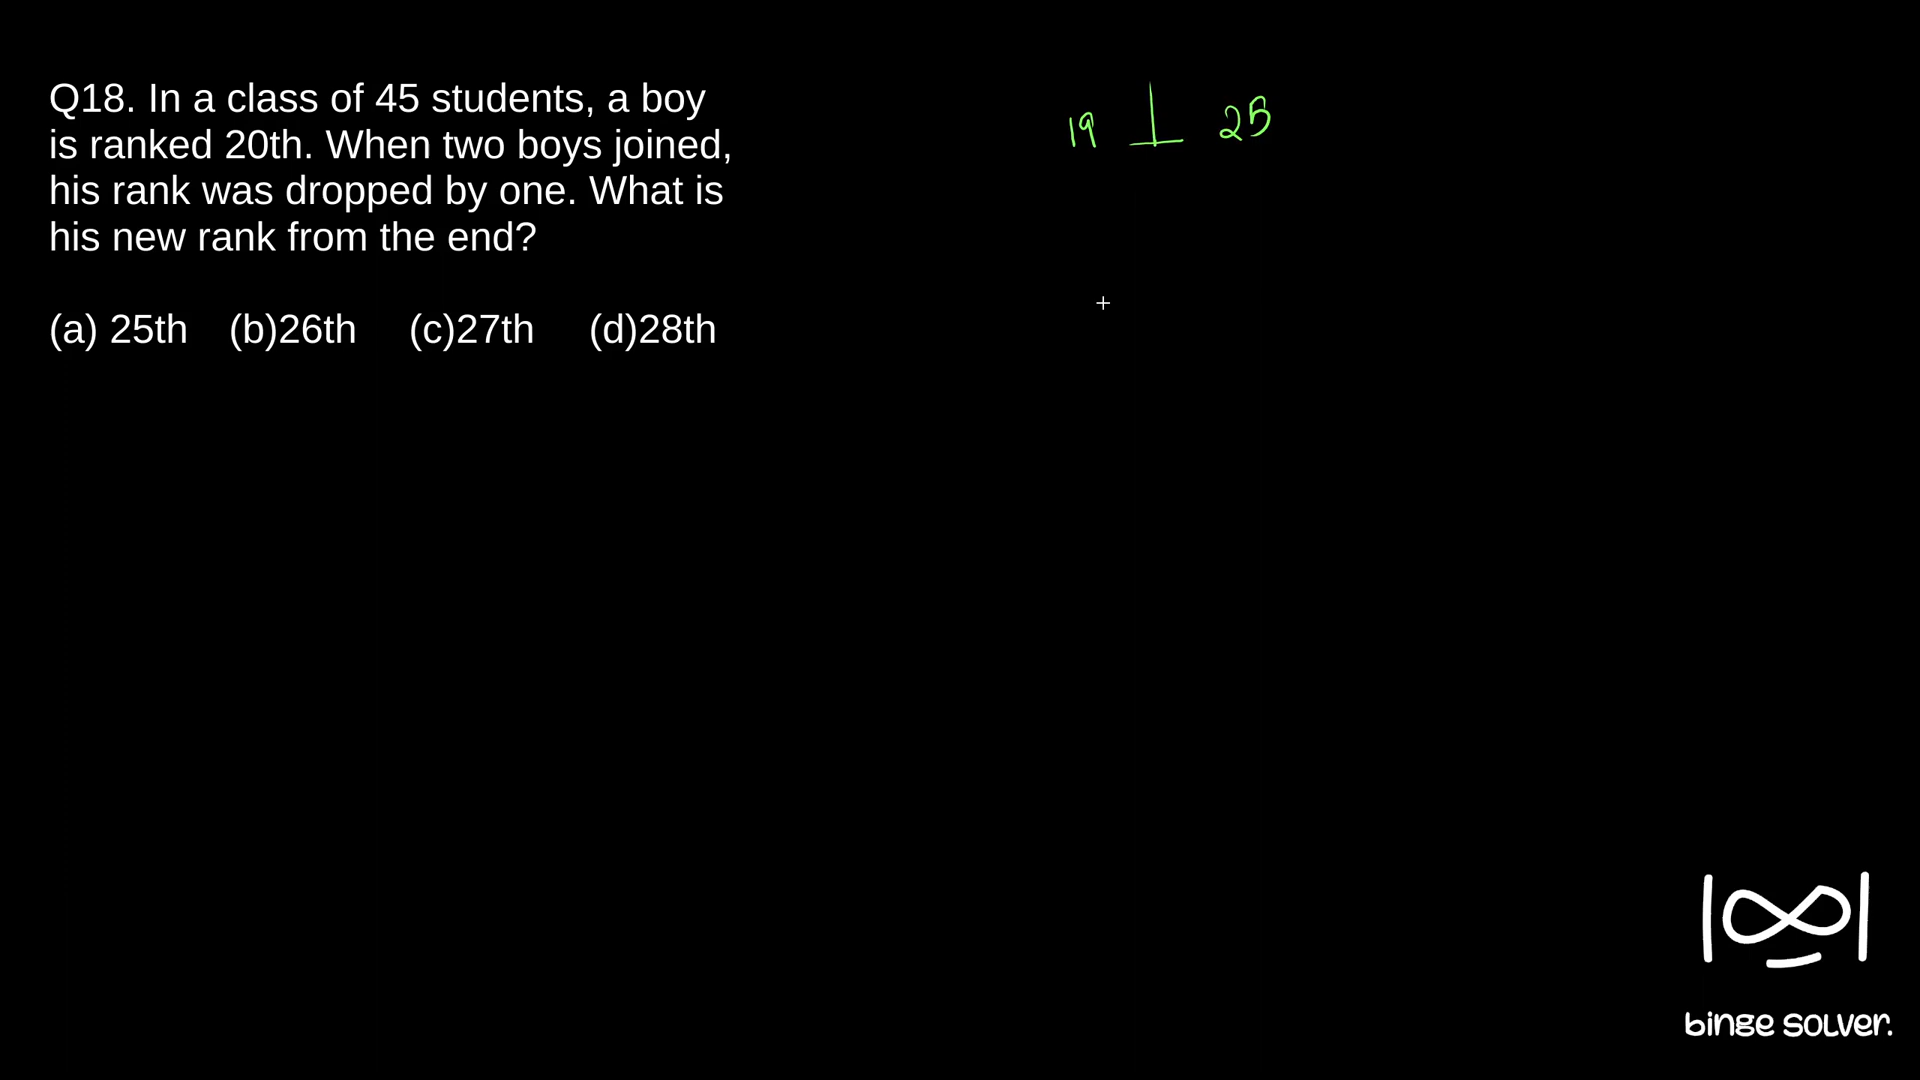 Q18. In a class of 45 students, a boy
is ranked 20th. When two boys joined,
his rank was dropped by one. What is
his new rank from the end?
(a) 25th (b)26th (c)27th (d)28th
19 25
binge solver.